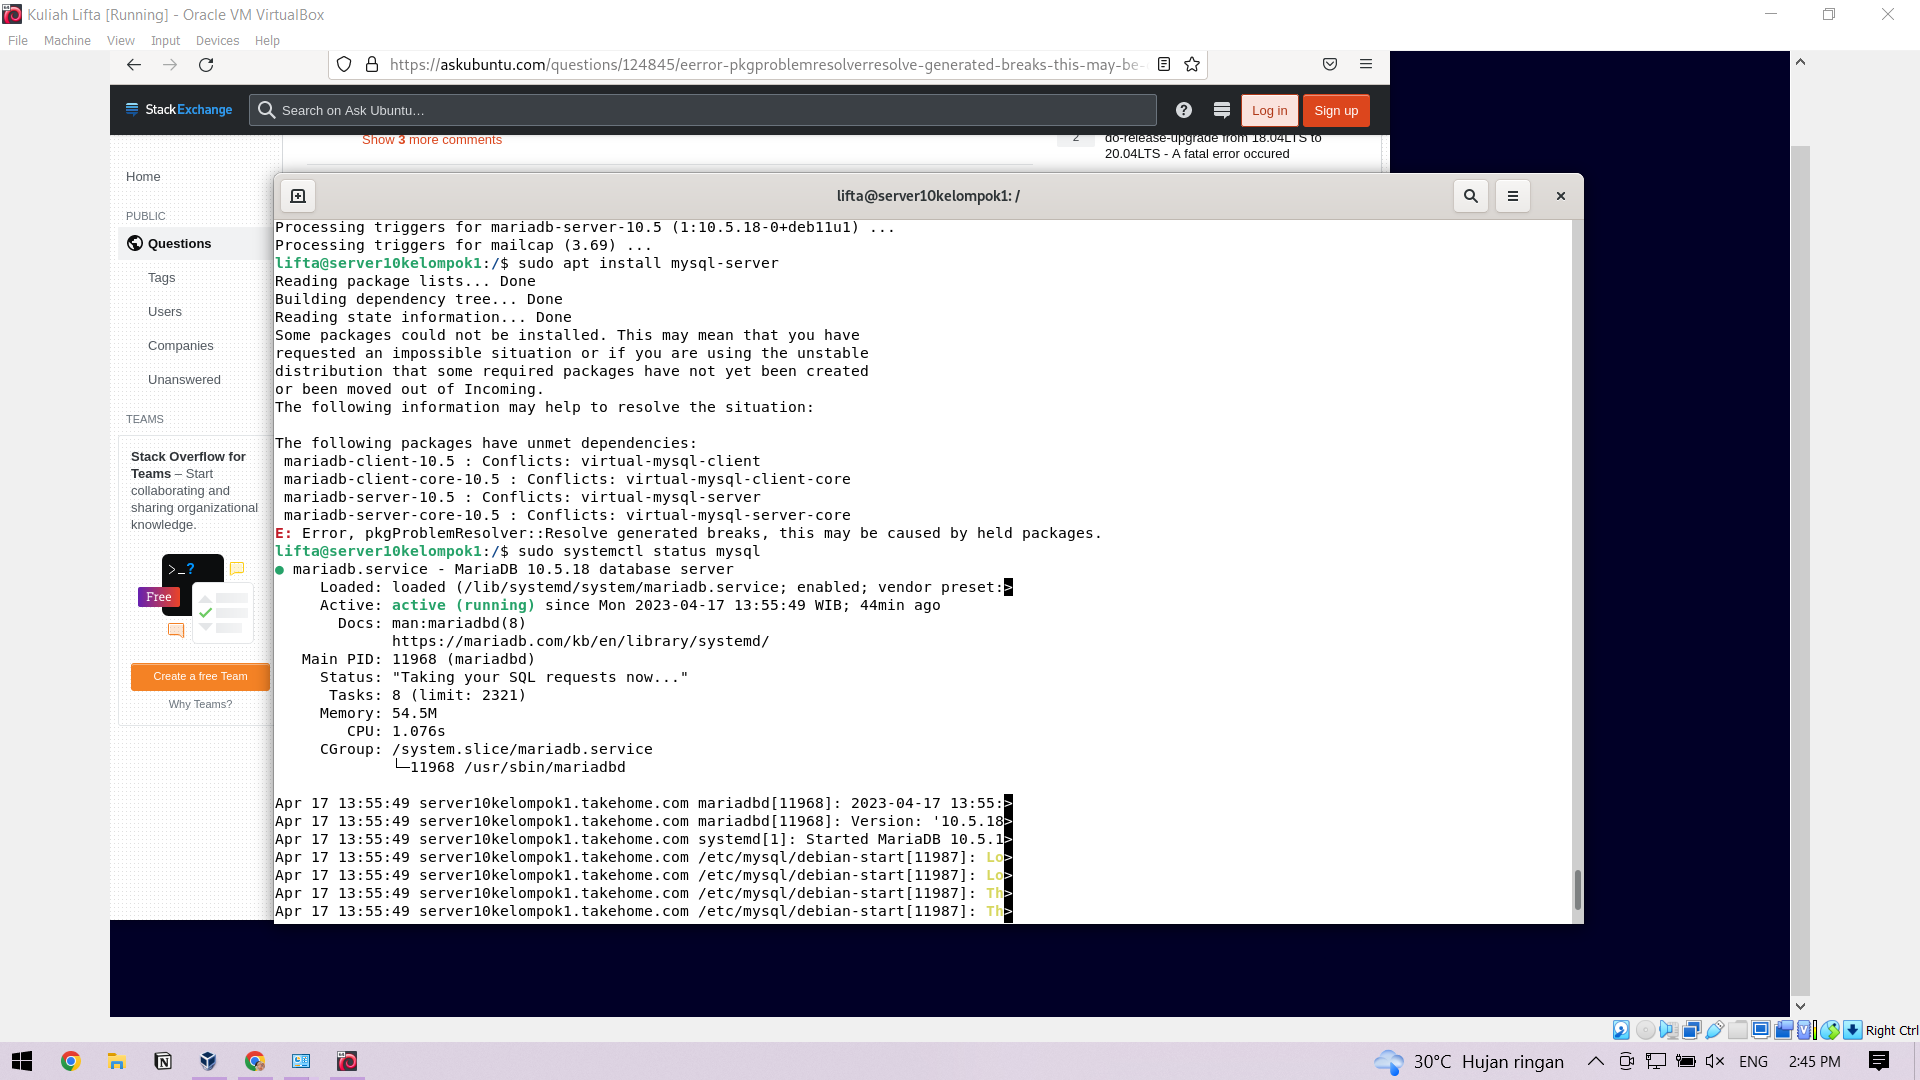 Kuliah Lifta [Running] - Oracle VM VirtualBox
File Machine View Input Devices Help
https://askubuntu.com/questions/124845/eerror-pkgproblemresolverresolve-generated-breaks-this-may-be-
StackExchange
Search on Ask Ubuntu…
Log in
Sign up
Show 3 more comments
2
do-release-upgrade from 18.04LTS to
20.04LTS - A fatal error occured
Home
PUBLIC
Questions
Tags
Users
Companies
Unanswered
TEAMS
Stack Overflow for
Teams – Start
collaborating and
sharing organizational
knowledge.
>_?
Free
Create a free Team
Why Teams?
lifta@server10kelompok1: /
Processing triggers for mariadb-server-10.5 (1:10.5.18-0+deb11u1) ...
Processing triggers for mailcap (3.69) ...
lifta@server10kelompok1:/$ sudo apt install mysql-server
Reading package lists... Done
Building dependency tree... Done
Reading state information... Done
Some packages could not be installed. This may mean that you have
requested an impossible situation or if you are using the unstable
distribution that some required packages have not yet been created
or been moved out of Incoming.
The following information may help to resolve the situation:
The following packages have unmet dependencies:
mariadb-client-10.5 : Conflicts: virtual-mysql-client
mariadb-client-core-10.5 : Conflicts: virtual-mysql-client-core
mariadb-server-10.5 : Conflicts: virtual-mysql-server
mariadb-server-core-10.5 : Conflicts: virtual-mysql-server-core
E: Error, pkgProblemResolver::Resolve generated breaks, this may be caused by held packages.
lifta@server10kelompok1:/$ sudo systemctl status mysql
● mariadb.service - MariaDB 10.5.18 database server
Loaded: loaded (/lib/systemd/system/mariadb.service; enabled; vendor preset:>
Active: active (running) since Mon 2023-04-17 13:55:49 WIB; 44min ago
Docs: man:mariadbd(8)
https://mariadb.com/kb/en/library/systemd/
Main PID: 11968 (mariadbd)
Status: "Taking your SQL requests now..."
Tasks: 8 (limit: 2321)
Memory: 54.5M
CPU: 1.076s
CGroup: /system.slice/mariadb.service
└─11968 /usr/sbin/mariadbd
Apr 17 13:55:49 server10kelompok1.takehome.com mariadbd[11968]: 2023-04-17 13:55:>
Apr 17 13:55:49 server10kelompok1.takehome.com mariadbd[11968]: Version: '10.5.18>
Apr 17 13:55:49 server10kelompok1.takehome.com systemd[1]: Started MariaDB 10.5.1>
Apr 17 13:55:49 server10kelompok1.takehome.com /etc/mysql/debian-start[11987]: Lo>
Apr 17 13:55:49 server10kelompok1.takehome.com /etc/mysql/debian-start[11987]: Lo>
Apr 17 13:55:49 server10kelompok1.takehome.com /etc/mysql/debian-start[11987]: Th>
Apr 17 13:55:49 server10kelompok1.takehome.com /etc/mysql/debian-start[11987]: Th>
Right Ctrl
30°C Hujan ringan
ENG
2:45 PM